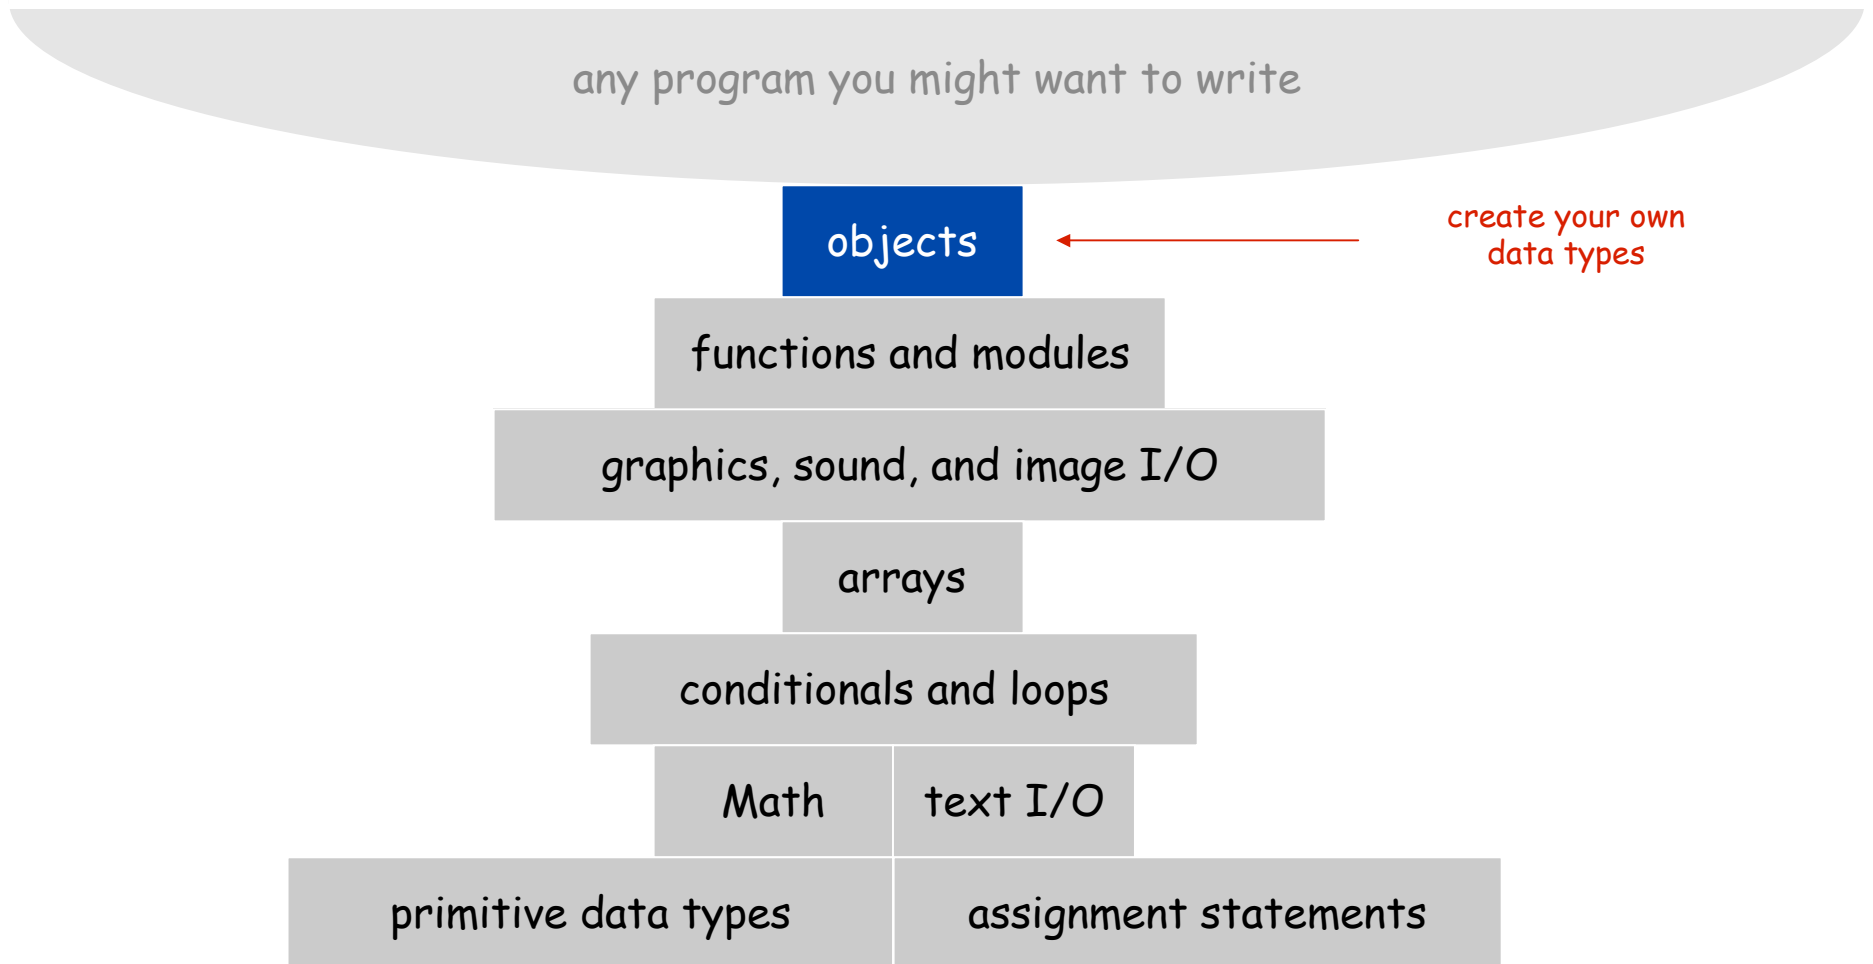 any program you might want to write
objects
create your own
data types
functions and modules
graphics, sound, and image I/O
arrays
conditionals and loops
Math
text I/O
primitive data types
assignment statements